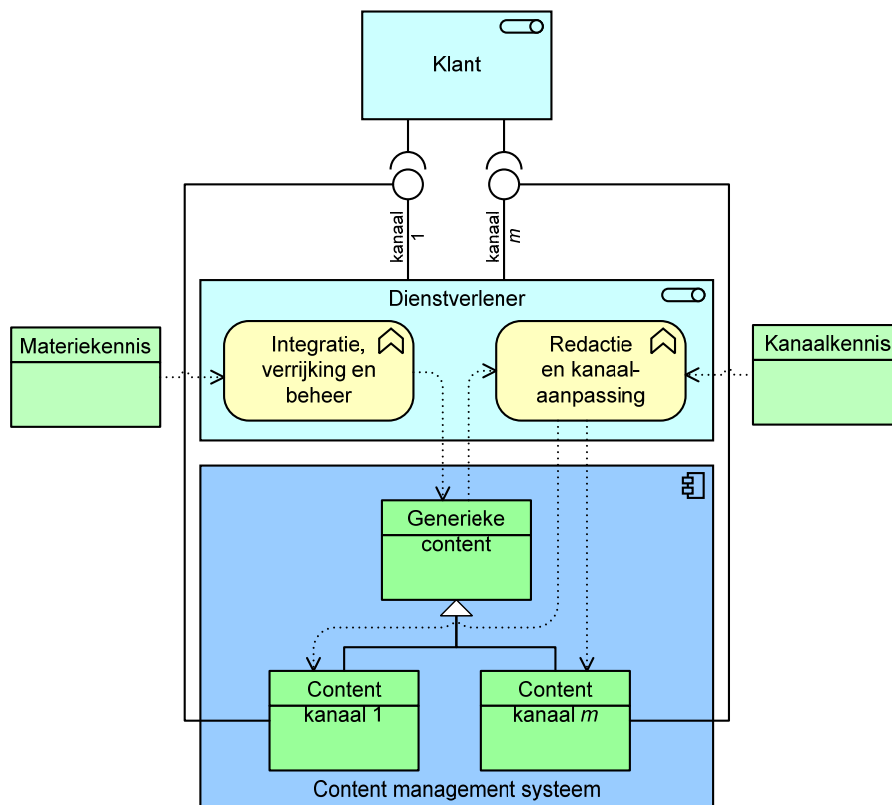 Klant
kanaal
1
kanaal
m
Dienstverlener
Materiekennis
Integratie,
verrijking en
beheer
Redactie
en kanaal-
aanpassing
Kanaalkennis
Generieke
content
Content
kanaal 1
Content
kanaal m
Content management systeem